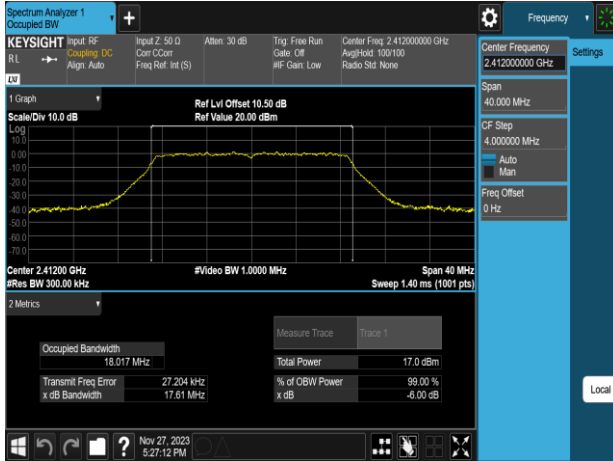 Spectrum Analyzer 1
Occupied BW
+
Frequency
KEYSIGHT
RL
LXI
Input: RF
Coupling: DC
Align: Auto
Input Z: 50 Ω
Corr CCorr
Freq Ref: Int (S)
Atten: 30 dB
Trig: Free Run
Gate: Off
#IF Gain: Low
Center Freq: 2.412000000 GHz
Avg|Hold: 100/100
Radio Std: None
Center Frequency
2.412000000 GHz
Settings
Span
40.000 MHz
CF Step
4.000000 MHz
Auto
Man
Freq Offset
0 Hz
Local
1 Graph
Scale/Div 10.0 dB
Ref Lvl Offset 10.50 dB
Ref Value 20.00 dBm
Log
10.0
0.00
-10.0
-20.0
-30.0
-40.0
-50.0
-60.0
-70.0
Center 2.41200 GHz
#Video BW 1.0000 MHz
Span 40 MHz
#Res BW 300.00 kHz
Sweep 1.40 ms (1001 pts)
2 Metrics
Measure Trace
Trace 1
Occupied Bandwidth
18.017 MHz
Total Power
17.0 dBm
Transmit Freq Error
27.204 kHz
% of OBW Power
99.00 %
x dB Bandwidth
17.61 MHz
x dB
-6.00 dB
?
Nov 27, 2023
5:27:12 PM